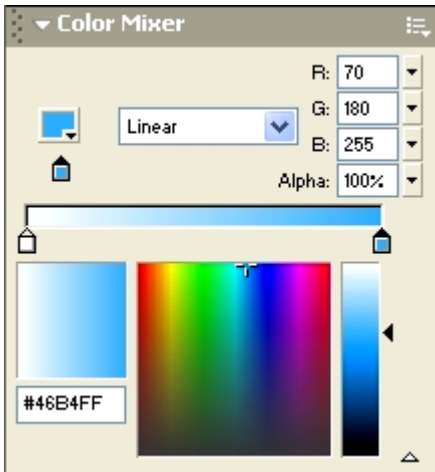 Color Mixer
R: 70
G: 180
Linear
B: 255
Alpha: 100%
#46B4FF